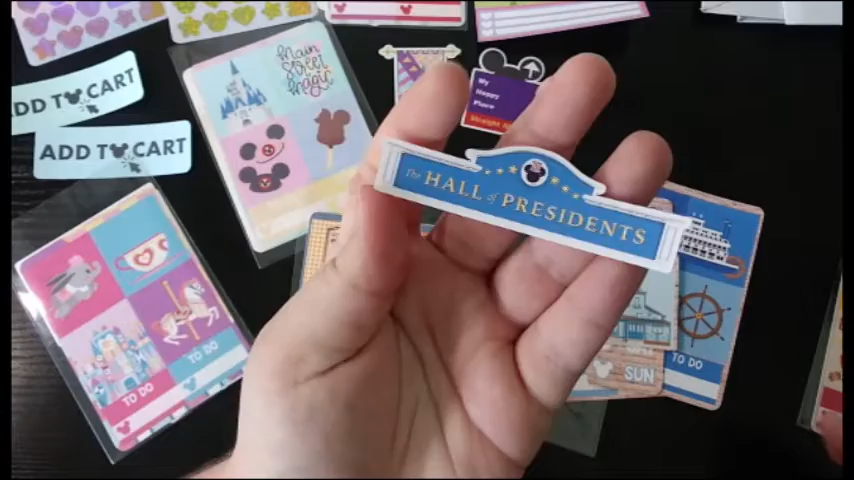 main
street
magic
ADD TO CART
ADD TO CART
My
Happy
Place
Straight
The HALL of PRESIDENTS
TO DO
TO DO
SUN
TO DO